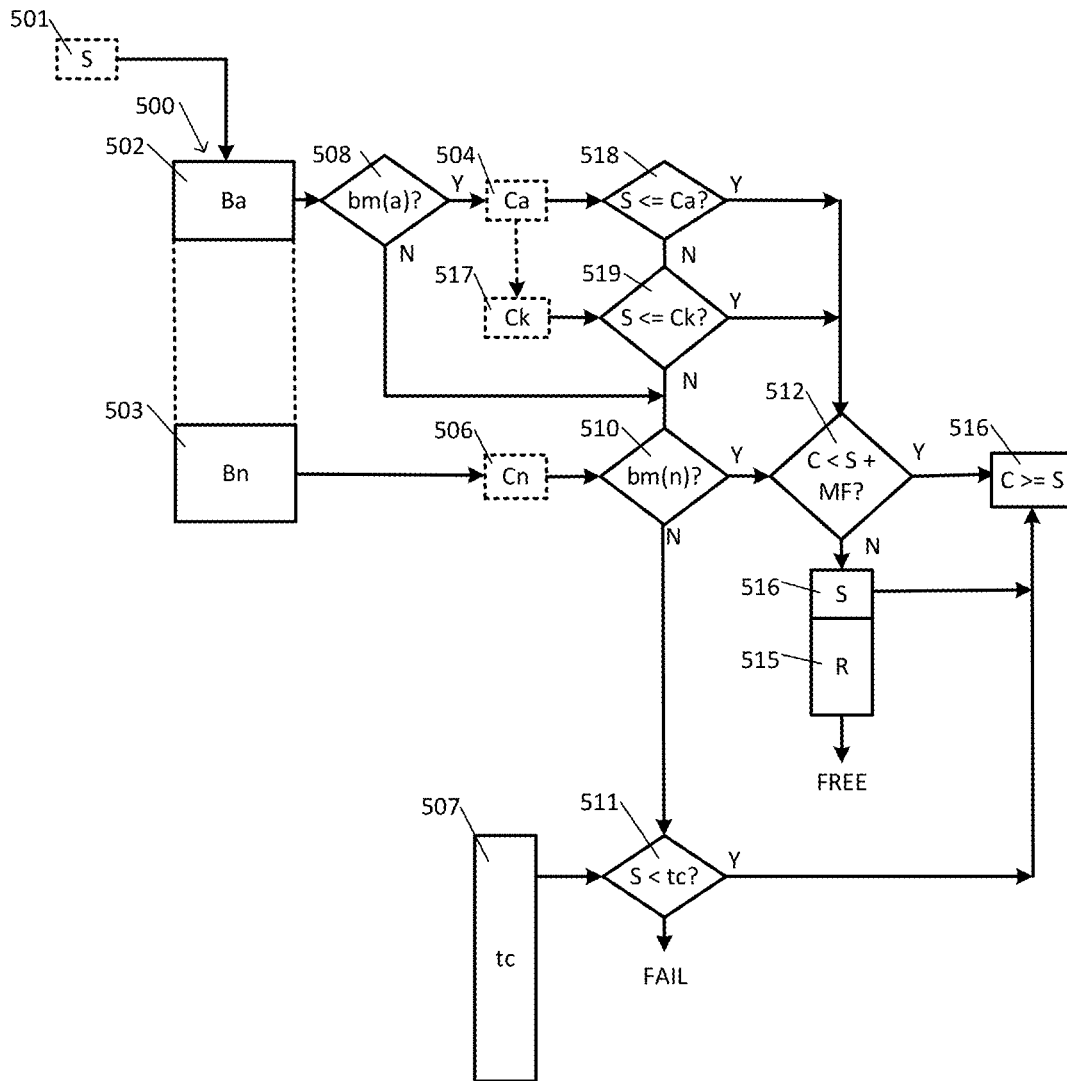 501
S
500
502
Ba
508
bm(a)?
Y
N
504
Ca
518
S <= Ca?
Y
N
517
Ck
519
S <= Ck?
Y
N
503
Bn
506
Cn
510
bm(n)?
Y
N
512
C < S +
MF?
Y
N
516
C >= S
516
S
515
R
FREE
507
tc
511
S < tc?
Y
FAIL